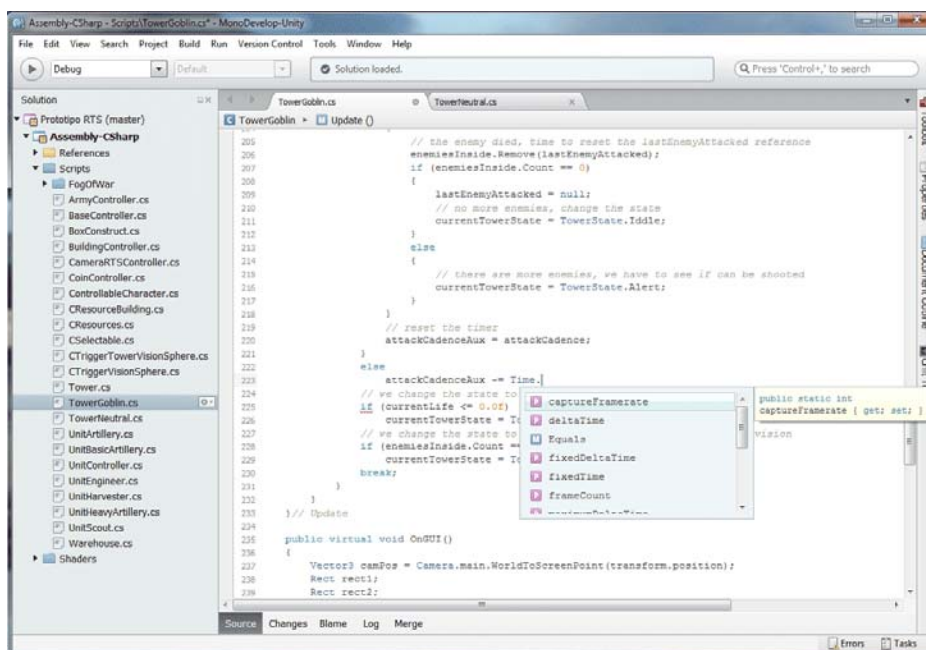 Assembly-CSharp - Scripts\TowerGoblin.cs* - MonoDevelop-Unity
File Edit View Search Project Build Run Version Control Tools Window Help
Debug Default Solution loaded. Press 'Control+,' to search
Solution
Prototipo RTS (master)
Assembly-CSharp
References
Scripts
FogOfWar
ArmyController.cs
BaseController.cs
BoxConstruct.cs
BuildingController.cs
CameraRTSController.cs
CoinController.cs
ControllableCharacter.cs
CResourceBuilding.cs
CResources.cs
CSelectable.cs
CTriggerTowerVisionSphere.cs
CTriggerVisionSphere.cs
Tower.cs
TowerGoblin.cs
TowerNeutral.cs
UnitArtillery.cs
UnitBasicArtillery.cs
UnitController.cs
UnitEngineer.cs
UnitHarvester.cs
UnitHeavyArtillery.cs
UnitScout.cs
Warehouse.cs
Shaders
TowerGoblin.cs TowerNeutral.cs
TowerGoblin Update ()
205 // the enemy died, time to reset the lastEnemyAttacked reference
206 enemiesInside.Remove(lastEnemyAttacked);
207 if (enemiesInside.Count == 0)
208 {
209 lastEnemyAttacked = null;
210 // no more enemies, change the state
211 currentTowerState = TowerState.Iddle;
212 }
213 else
214 {
215 // there are more enemies, we have to see if can be shooted
216 currentTowerState = TowerState.Alert;
217 }
218 }
219 // reset the timer
220 attackCadenceAux = attackCadence;
221 }
222 else
223 attackCadenceAux -= Time.
224 // we change the state to
225 if (currentLife <= 0.0f)
226 currentTowerState = To
227 // we change the state to vision
228 if (enemiesInside.Count ==
229 currentTowerState = To
230 break;
231 }
232 }
233 }// Update
234
235 public virtual void OnGUI()
236 {
237 Vector3 camPos = Camera.main.WorldToScreenPoint(transform.position);
238 Rect rect1;
239 Rect rect2;
captureFramerate
deltaTime
Equals
fixedDeltaTime
fixedTime
frameCount
maximumDeltaTime
public static int
captureFramerate { get; set; }
Source Changes Blame Log Merge
Errors Tasks